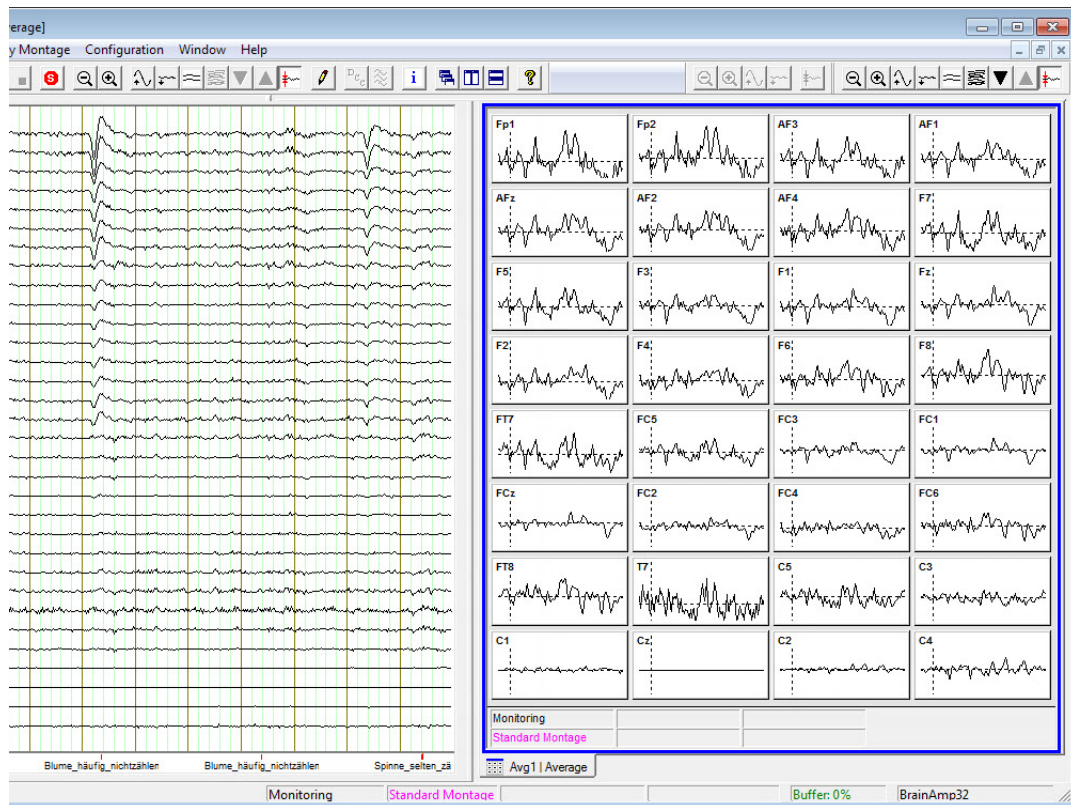 erage]
y Montage Configuration Window Help
Fp1 Fp2 AF3 AF1
AFz AF2 AF4 F7
F5 F3 F1 Fz
F2 F4 F6 F8
FT7 FC5 FC3 FC1
FCz FC2 FC4 FC6
FT8 T7 C5 C3
C1 Cz C2 C4
Monitoring
Standard Montage
Blume_häufig_nichtzählen Blume_häufig_nichtzählen Spinne_selten_zä
Avg1 | Average
Monitoring Standard Montage Buffer: 0% BrainAmp32